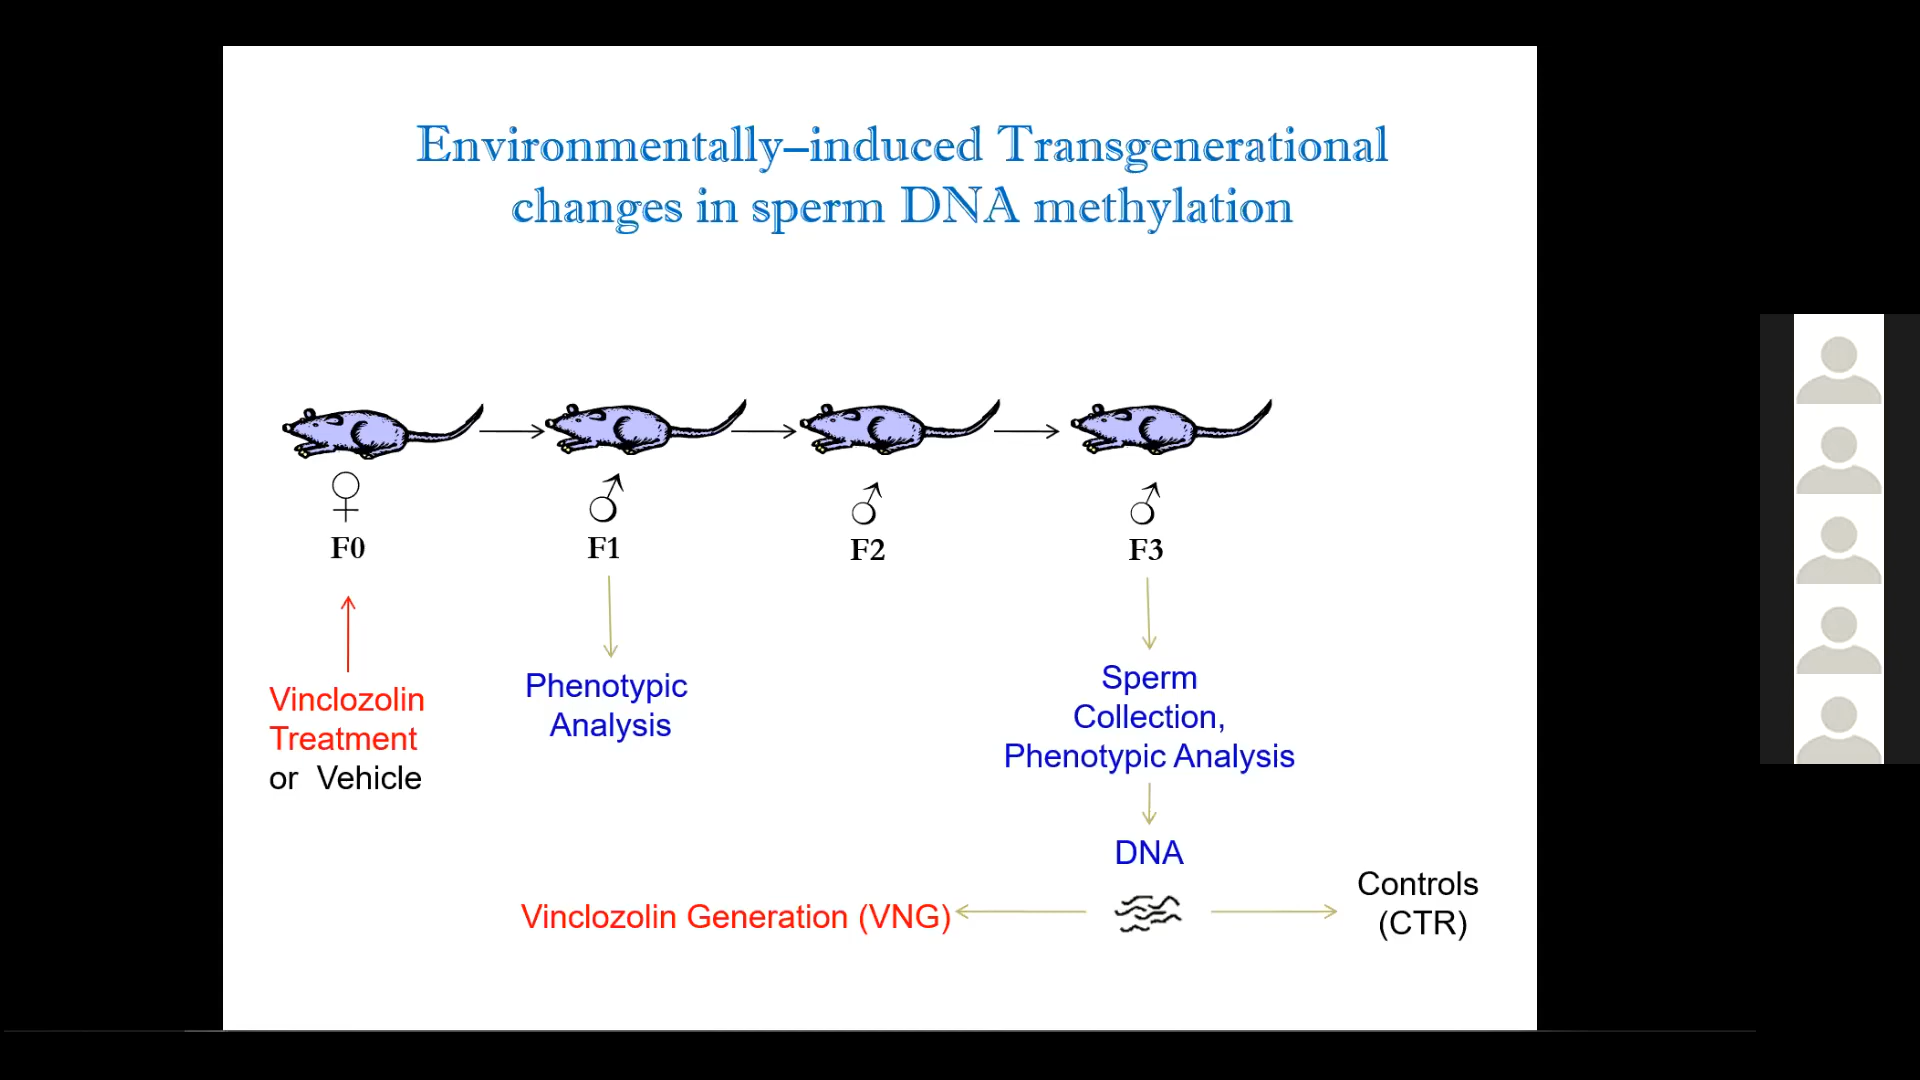 Environmentally–induced Transgenerational
changes in sperm DNA methylation
♀
♂
♂
♂
F0
F1
F2
F3
Vinclozolin
Treatment
or Vehicle
Phenotypic
Analysis
Sperm
Collection,
Phenotypic Analysis
DNA
Vinclozolin Generation (VNG)
Controls
(CTR)